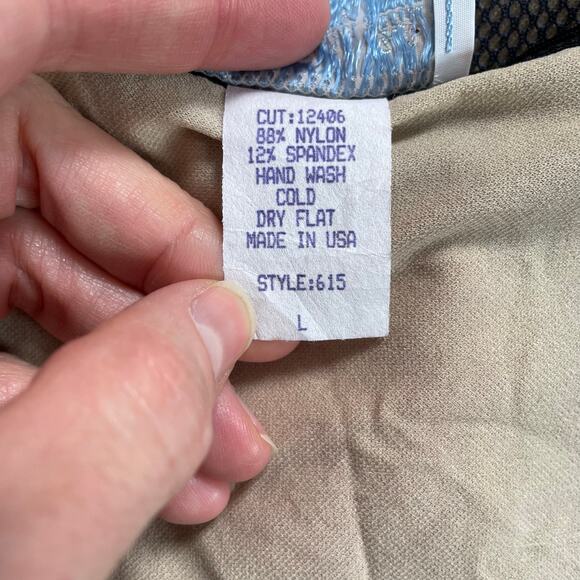 CUT:12406
88% NYLON
12% SPANDEX
HAND WASH
COLD
DRY FLAT
MADE IN USA
STYLE:615
L